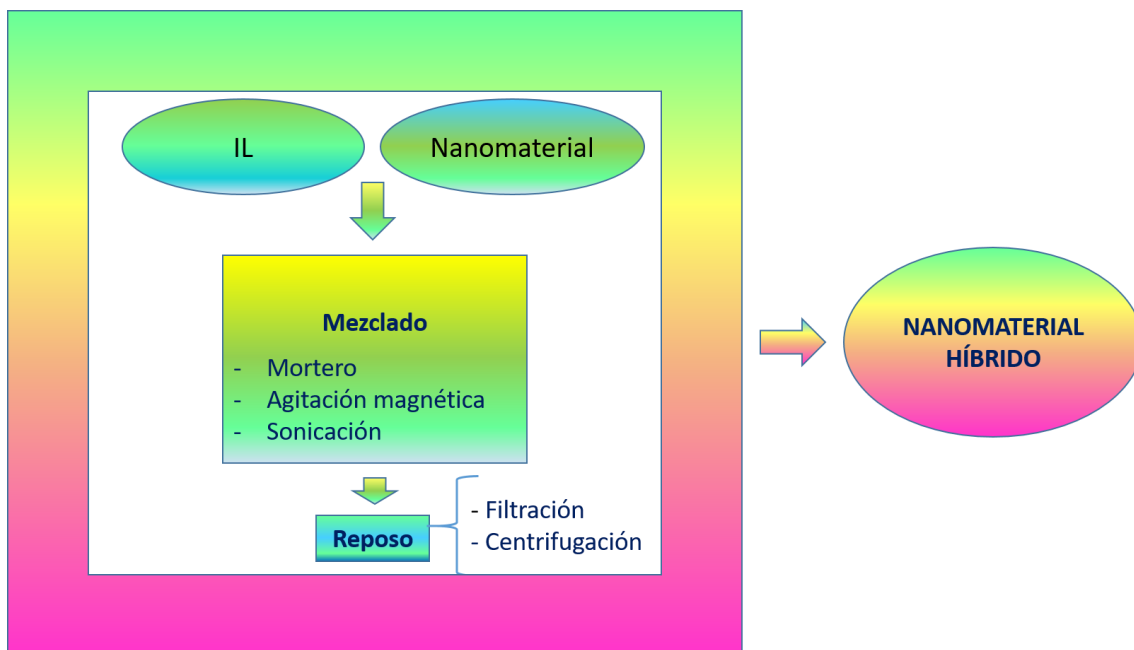 IL
Nanomaterial
Mezclado
- Mortero
- Agitación magnética
- Sonicación
Reposo
- Filtración
- Centrifugación
NANOMATERIAL
HÍBRIDO